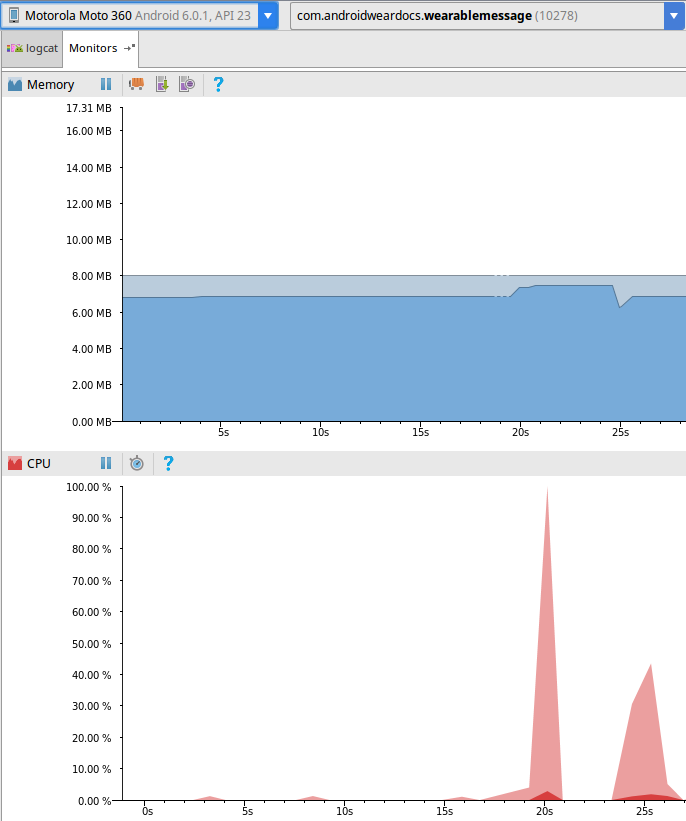 Motorola Moto 360 Android 6.0.1, API 23 com.androidweardocs.wearablemessage (10278)
logcat Monitors
Memory ?
17.31 MB
16.00 MB
14.00 MB
12.00 MB
10.00 MB
8.00 MB
6.00 MB
4.00 MB
2.00 MB
0.00 MB
5s 10s 15s 20s 25s
CPU ?
100.00 %
90.00 %
80.00 %
70.00 %
60.00 %
50.00 %
40.00 %
30.00 %
20.00 %
10.00 %
0.00 %
0s 5s 10s 15s 20s 25s